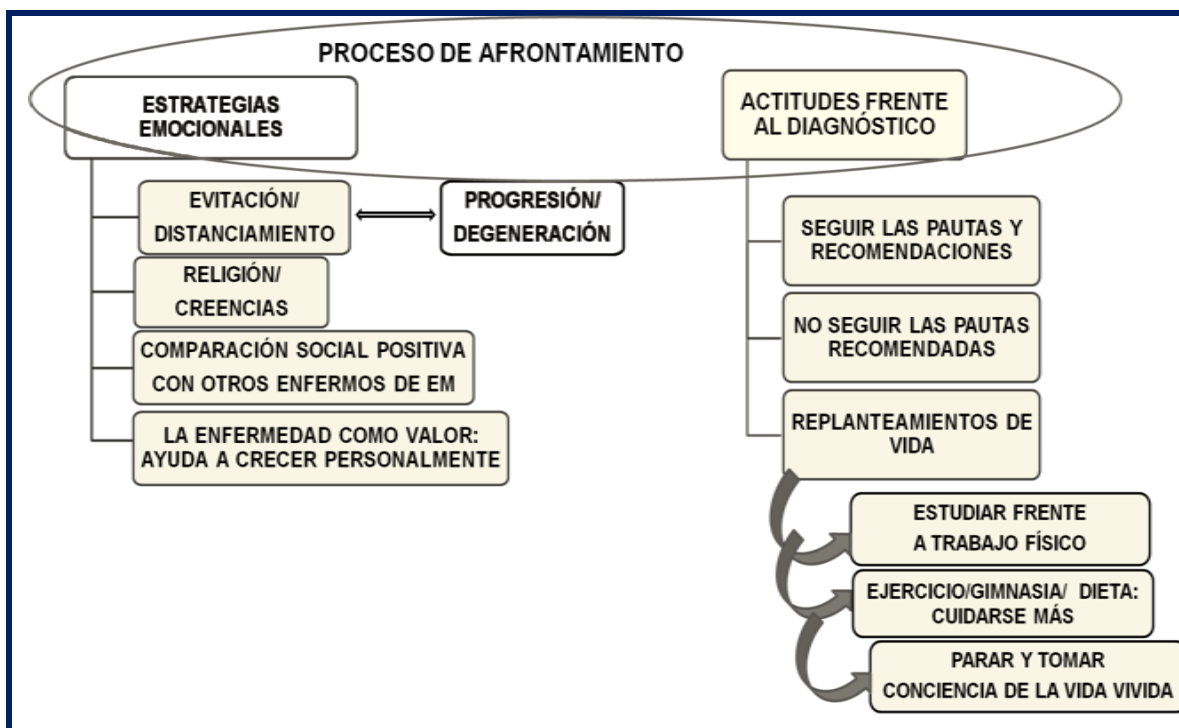 PROCESO DE AFRONTAMIENTO
ESTRATEGIAS
EMOCIONALES
EVITACIÓN/
DISTANCIAMIENTO
PROGRESIÓN/
DEGENERACIÓN
RELIGIÓN/
CREENCIAS
COMPARACIÓN SOCIAL POSITIVA
CON OTROS ENFERMOS DE EM
LA ENFERMEDAD COMO VALOR:
AYUDA A CRECER PERSONALMENTE
ACTITUDES FRENTE
AL DIAGNÓSTICO
SEGUIR LAS PAUTAS Y
RECOMENDACIONES
NO SEGUIR LAS PAUTAS
RECOMENDADAS
REPLANTEAMIENTOS DE
VIDA
ESTUDIAR FRENTE
A TRABAJO FÍSICO
EJERCICIO/GIMNASIA/ DIETA:
CUIDARSE MÁS
PARAR Y TOMAR
CONCIENCIA DE LA VIDA VIVIDA